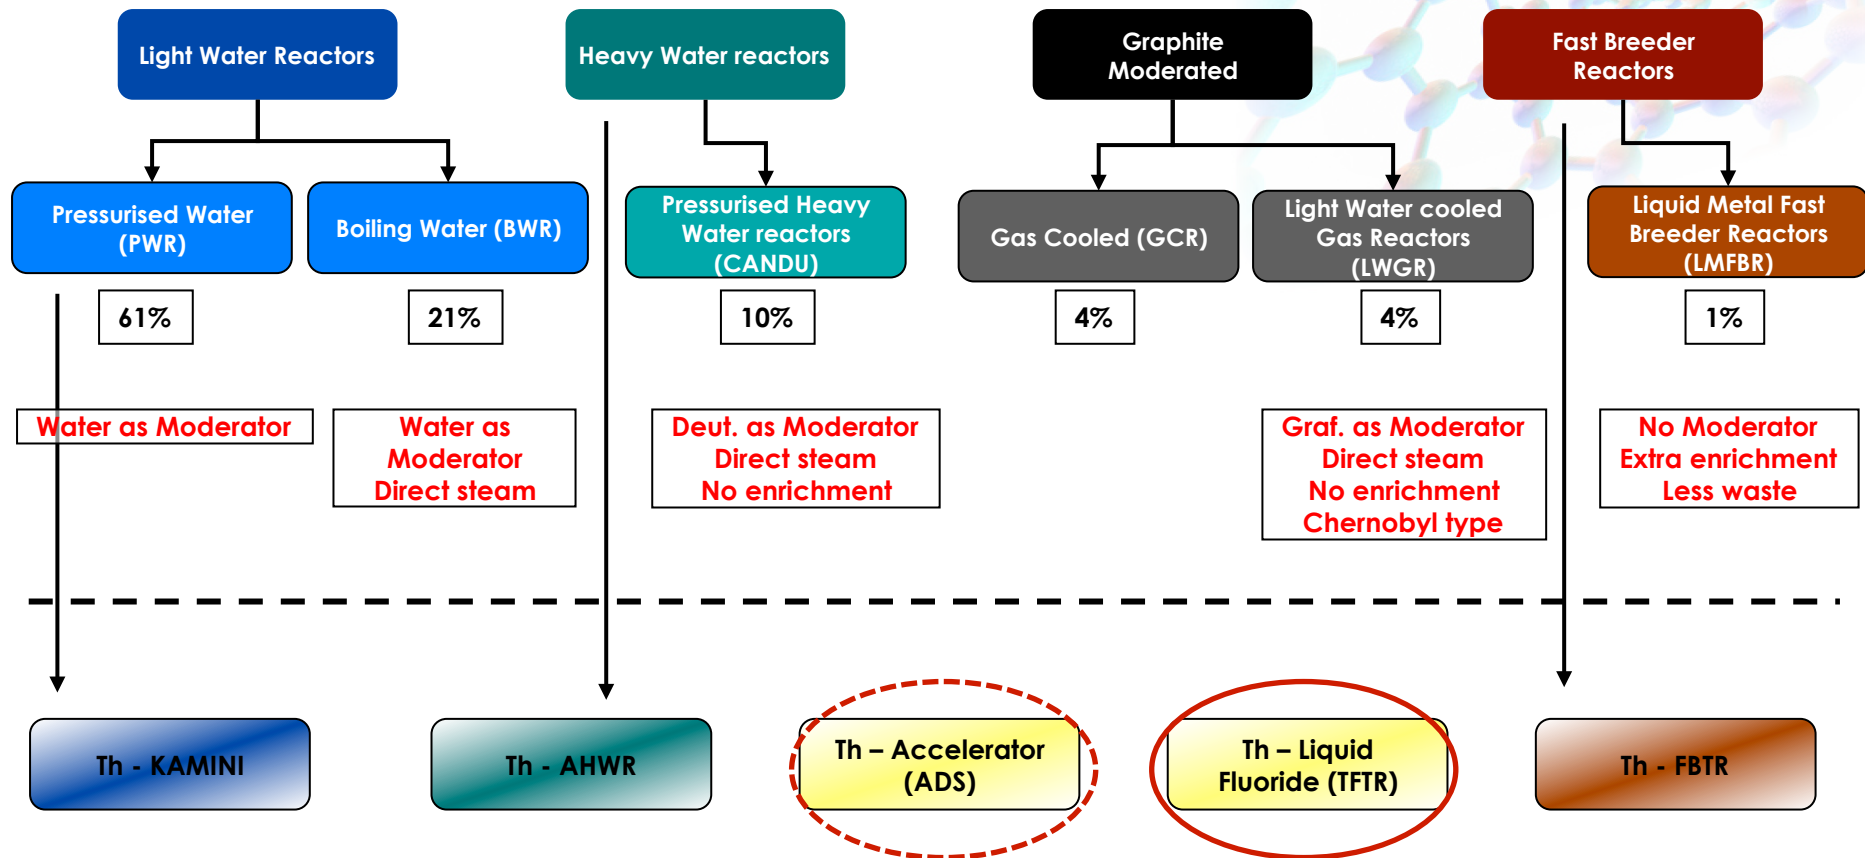 Light Water Reactors
Heavy Water reactors
Graphite
Moderated
Fast Breeder
Reactors
Pressurised Water
(PWR)
Boiling Water (BWR)
Pressurised Heavy
Water reactors
(CANDU)
Gas Cooled (GCR)
Light Water cooled
Gas Reactors
(LWGR)
Liquid Metal Fast
Breeder Reactors
(LMFBR)
61%
21%
10%
4%
4%
1%
Water as Moderator
Water as
Moderator
Direct steam
Deut. as Moderator
Direct steam
No enrichment
Graf. as Moderator
Direct steam
No enrichment
Chernobyl type
No Moderator
Extra enrichment
Less waste
Th - KAMINI
Th - AHWR
Th – Accelerator
(ADS)
Th – Liquid
Fluoride (TFTR)
Th - FBTR